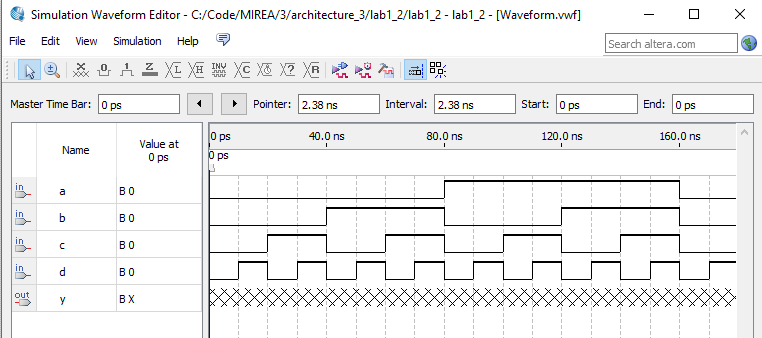 Simulation Waveform Editor - C:/Code/MIREA/3/architecture_3/lab1_2/lab1_2 - lab1_2 - [Waveform.vwf]
File Edit View Simulation Help
Search altera.com
Master Time Bar: 0 ps Pointer: 2.38 ns Interval: 2.38 ns Start: 0 ps End: 0 ps
Name Value at 0 ps 0 ps 40.0 ns 80.0 ns 120.0 ns 160.0 ns
0 ps
in a B 0
in b B 0
in c B 0
in d B 0
out y B X